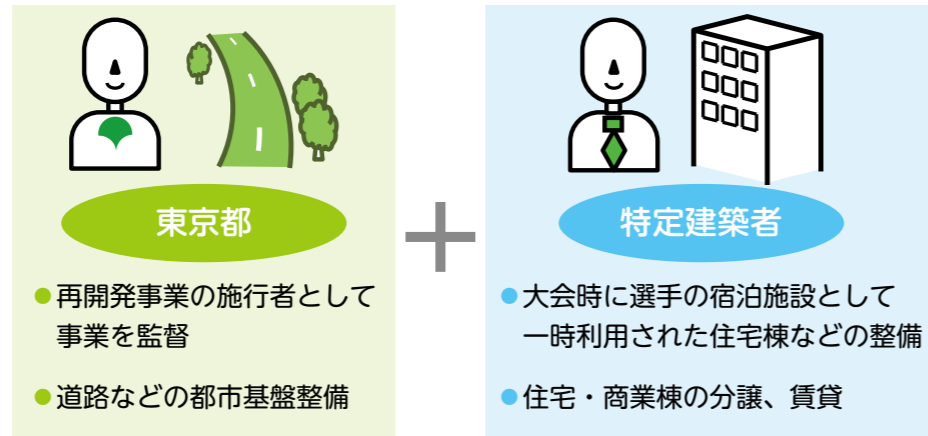 東京都
●再開発事業の施行者として
事業を監督
●道路などの都市基盤整備
+
特定建築者
●大会時に選手の宿泊施設として
一時利用された住宅棟などの整備
●住宅・商業棟の分譲、賃貸